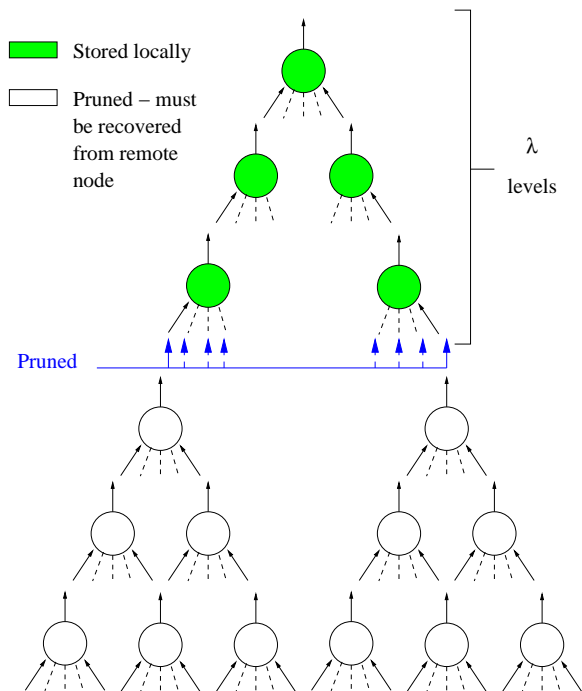 Stored locally
Pruned – must
be recovered
from remote
node
λ
levels
Pruned